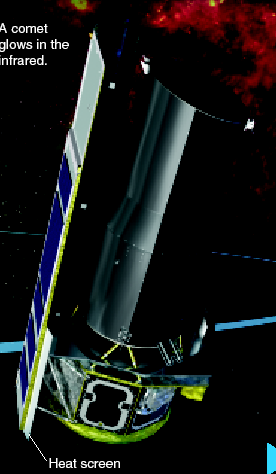 A comet
glows in the
infrared.
Heat screen